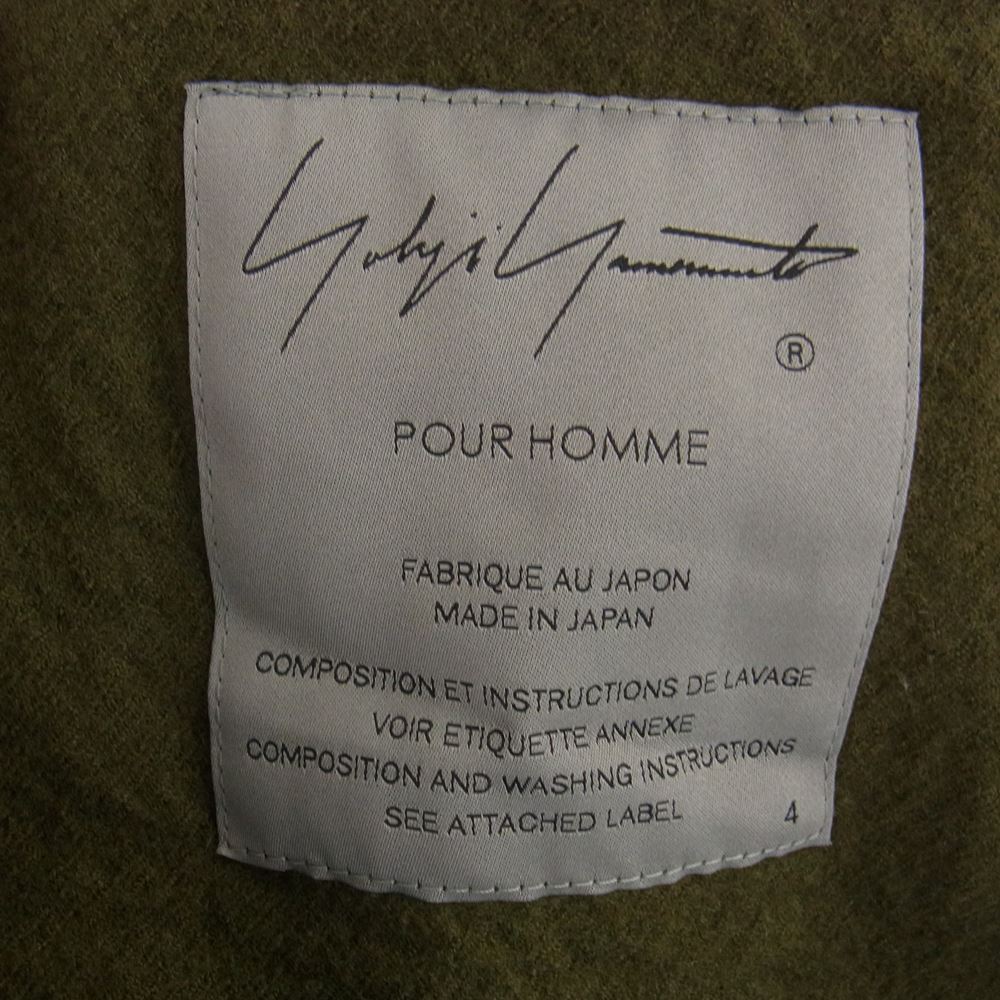 Yohji Yamamoto
®
POUR HOMME
FABRIQUE AU JAPON
MADE IN JAPAN
COMPOSITION ET INSTRUCTIONS DE LAVAGE
VOIR ETIQUETTE ANNEXE
COMPOSITION AND WASHING INSTRUCTIONS
SEE ATTACHED LABEL 4